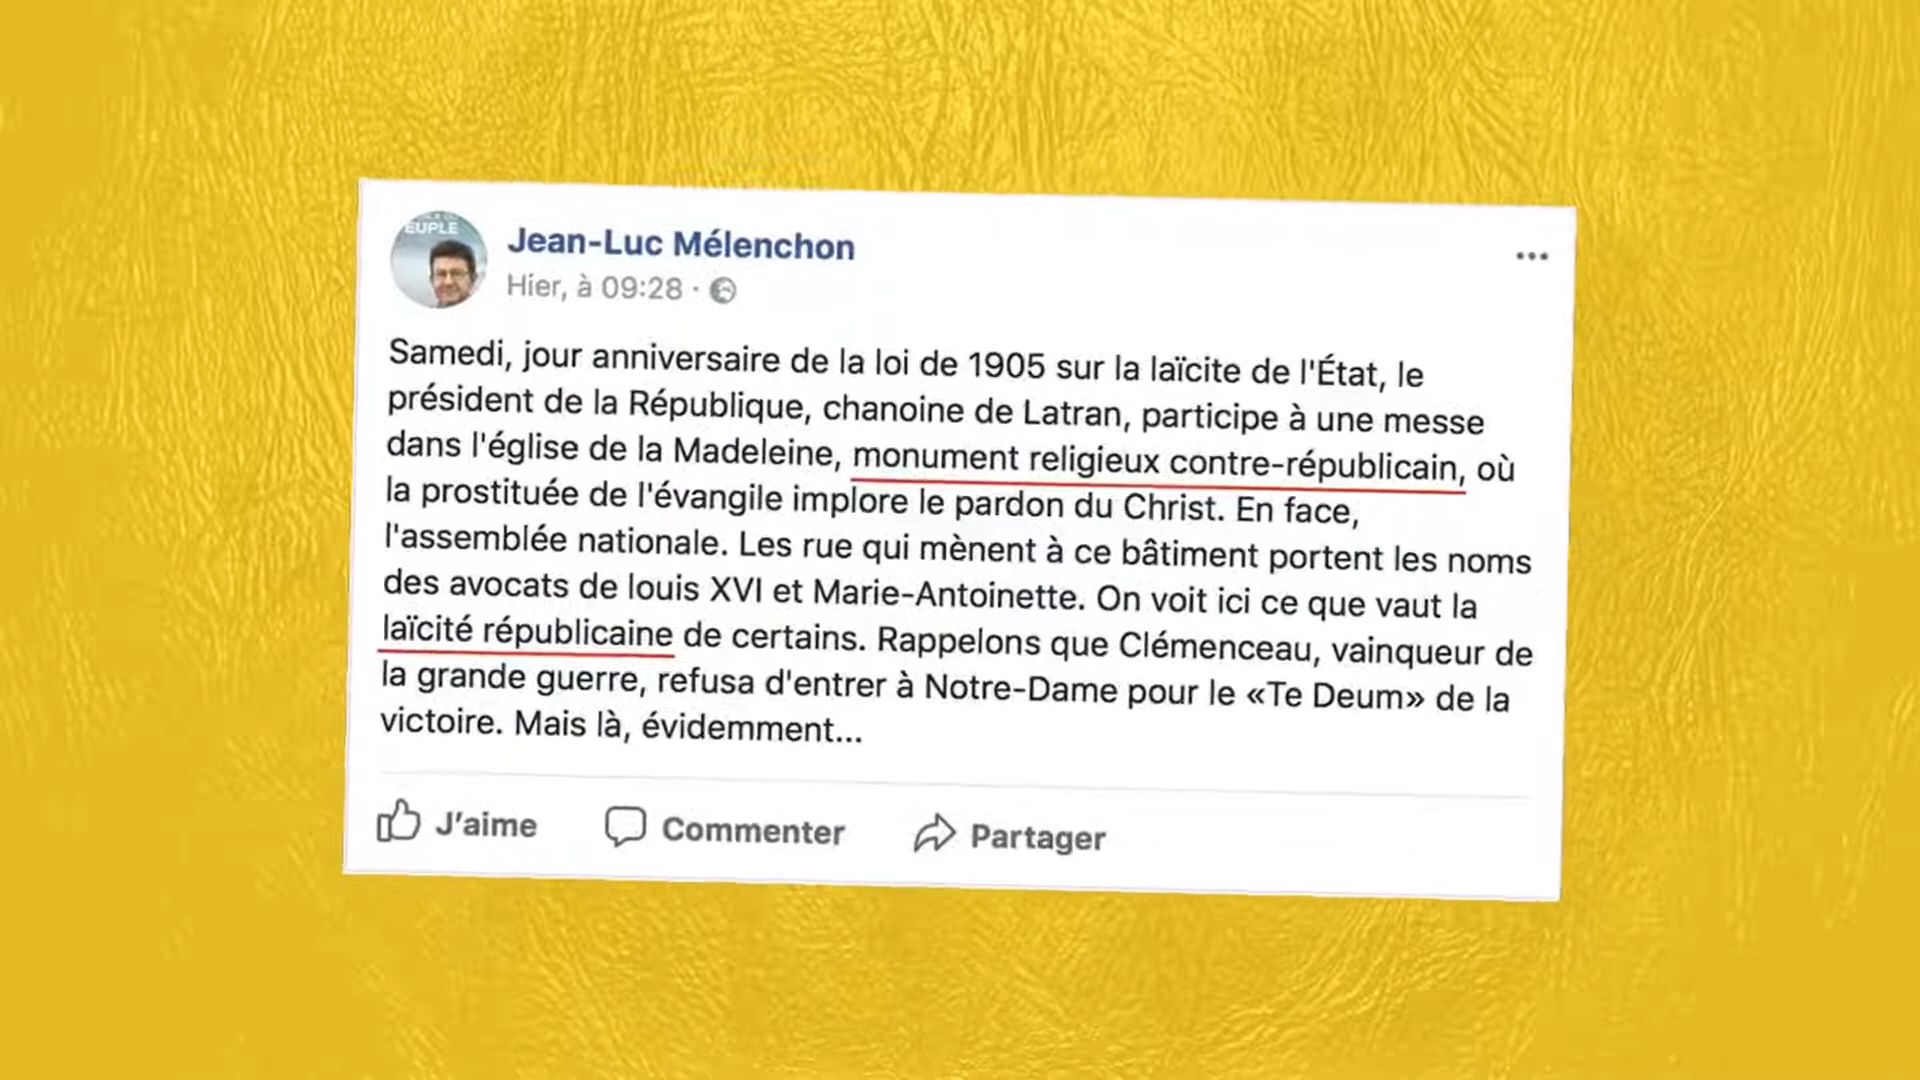 EUPLE
Jean-Luc Mélenchon
Hier, à 09:28 ·
Samedi, jour anniversaire de la loi de 1905 sur la laïcite de l'État, le
président de la République, chanoine de Latran, participe à une messe
dans l'église de la Madeleine, monument religieux contre-républicain, où
la prostituée de l'évangile implore le pardon du Christ. En face,
l'assemblée nationale. Les rue qui mènent à ce bâtiment portent les noms
des avocats de louis XVI et Marie-Antoinette. On voit ici ce que vaut la
laïcité républicaine de certains. Rappelons que Clémenceau, vainqueur de
la grande guerre, refusa d'entrer à Notre-Dame pour le «Te Deum» de la
victoire. Mais là, évidemment...
J'aime
Commenter
Partager